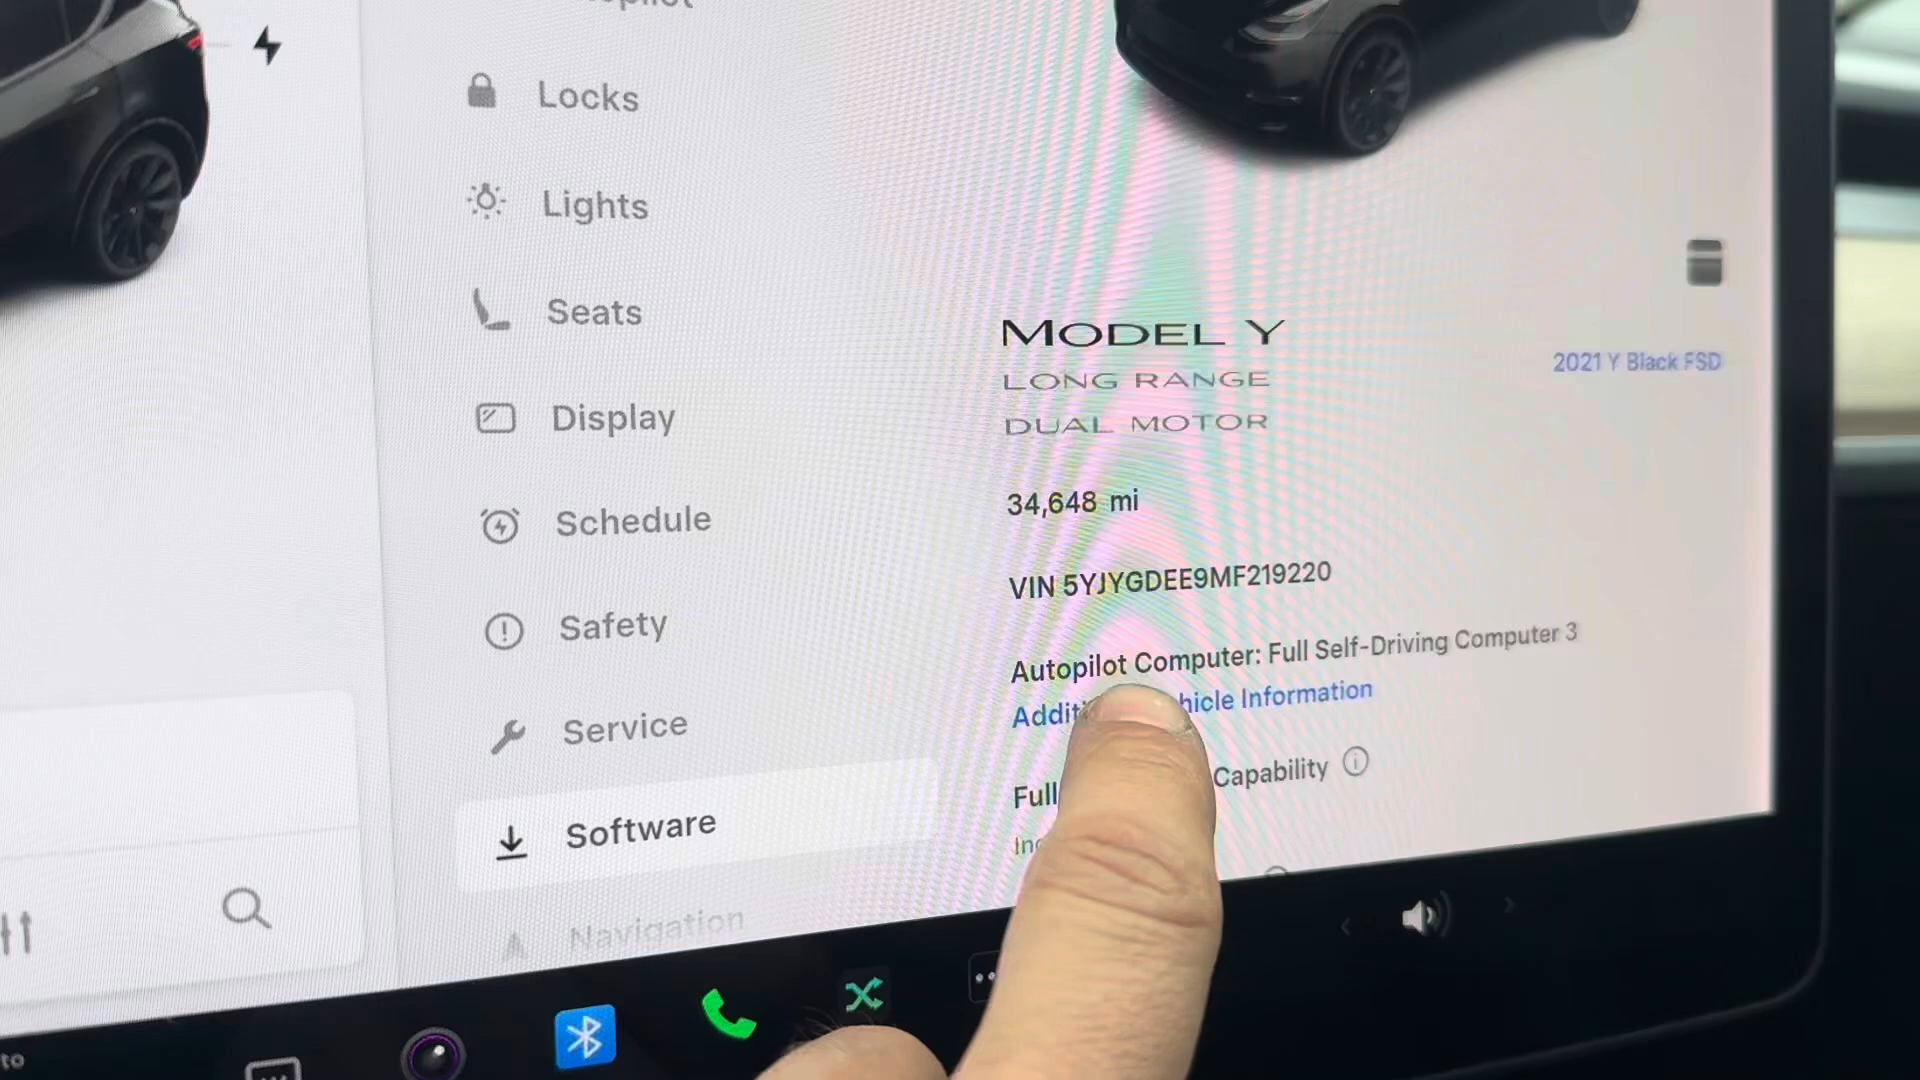 Locks
Lights
Seats
Display
Schedule
Safety
Service
Software
Navigation
MODEL Y
LONG RANGE
DUAL MOTOR
2021 Y Black FSD
34,648 mi
VIN 5YJYGDEE9MF219220
Autopilot Computer: Full Self-Driving Computer 3
Information
Full Capability